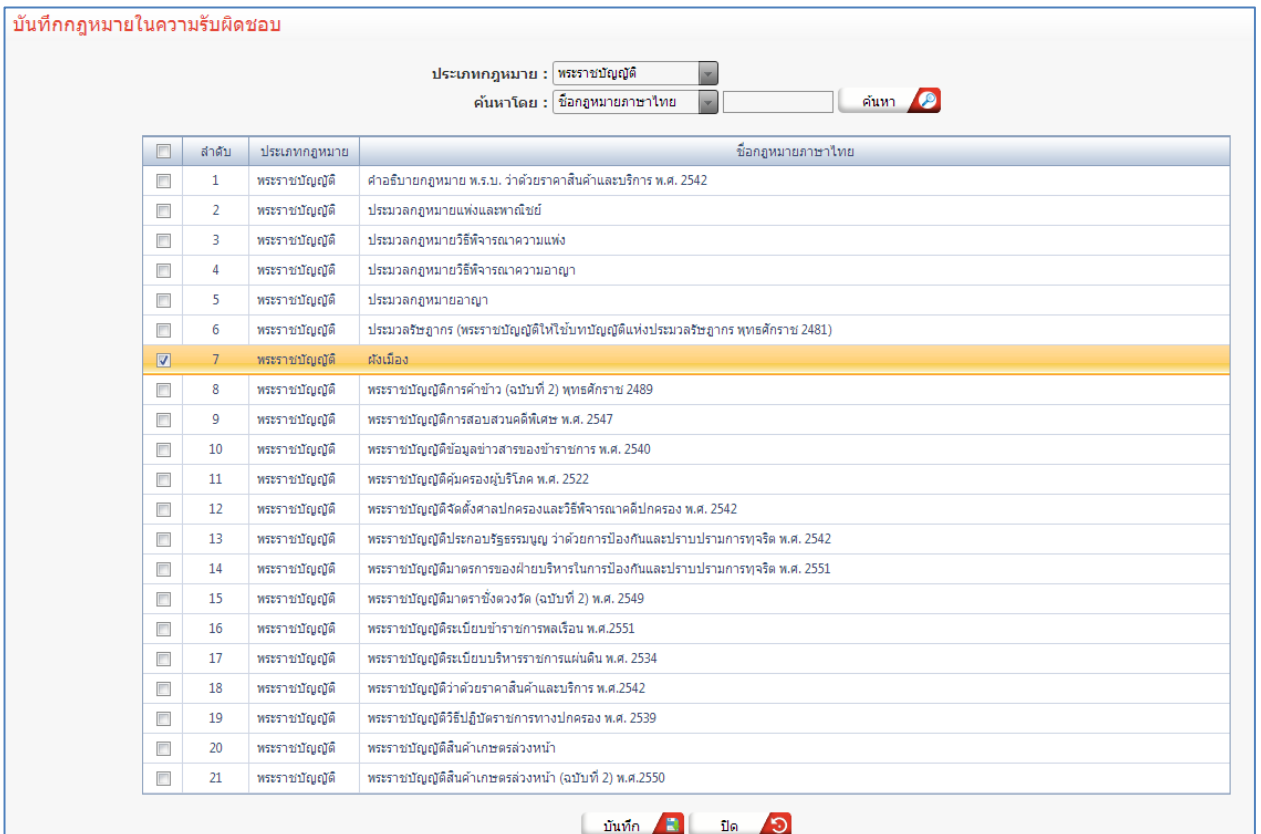 บันทึกกฎหมายในความรับผิดชอบ
ประเภทกฎหมาย : พระราชบัญญัติ
ค้นหาโดย : ชื่อกฎหมายภาษาไทย ค้นหา
ลำดับ ประเภทกฎหมาย ชื่อกฎหมายภาษาไทย
1 พระราชบัญญัติ คำอธิบายกฎหมาย พ.ร.บ. ว่าด้วยราคาสินค้าและบริการ พ.ศ. 2542
2 พระราชบัญญัติ ประมวลกฎหมายแพ่งและพาณิชย์
3 พระราชบัญญัติ ประมวลกฎหมายวิธีพิจารณาความแพ่ง
4 พระราชบัญญัติ ประมวลกฎหมายวิธีพิจารณาความอาญา
5 พระราชบัญญัติ ประมวลกฎหมายอาญา
6 พระราชบัญญัติ ประมวลรัษฎากร (พระราชบัญญัติให้ใช้บทบัญญัติแห่งประมวลรัษฎากร พุทธศักราช 2481)
7 พระราชบัญญัติ ผังเมือง
8 พระราชบัญญัติ พระราชบัญญัติการค้าข้าว (ฉบับที่ 2) พุทธศักราช 2489
9 พระราชบัญญัติ พระราชบัญญัติการสอบสวนคดีพิเศษ พ.ศ. 2547
10 พระราชบัญญัติ พระราชบัญญัติข้อมูลข่าวสารของข้าราชการ พ.ศ. 2540
11 พระราชบัญญัติ พระราชบัญญัติคุ้มครองผู้บริโภค พ.ศ. 2522
12 พระราชบัญญัติ พระราชบัญญัติจัดตั้งศาลปกครองและวิธีพิจารณาคดีปกครอง พ.ศ. 2542
13 พระราชบัญญัติ พระราชบัญญัติประกอบรัฐธรรมนูญ ว่าด้วยการป้องกันและปราบปรามการทุจริต พ.ศ. 2542
14 พระราชบัญญัติ พระราชบัญญัติมาตรการของฝ่ายบริหารในการป้องกันและปราบปรามการทุจริต พ.ศ. 2551
15 พระราชบัญญัติ พระราชบัญญัติมาตราชั่งตวงวัด (ฉบับที่ 2) พ.ศ. 2549
16 พระราชบัญญัติ พระราชบัญญัติระเบียบข้าราชการพลเรือน พ.ศ.2551
17 พระราชบัญญัติ พระราชบัญญัติระเบียบบริหารราชการแผ่นดิน พ.ศ. 2534
18 พระราชบัญญัติ พระราชบัญญัติว่าด้วยราคาสินค้าและบริการ พ.ศ.2542
19 พระราชบัญญัติ พระราชบัญญัติวิธีปฏิบัตราชการทางปกครอง พ.ศ. 2539
20 พระราชบัญญัติ พระราชบัญญัติสินค้าเกษตรล่วงหน้า
21 พระราชบัญญัติ พระราชบัญญัติสินค้าเกษตรล่วงหน้า (ฉบับที่ 2) พ.ศ.2550
บันทึก ปิด